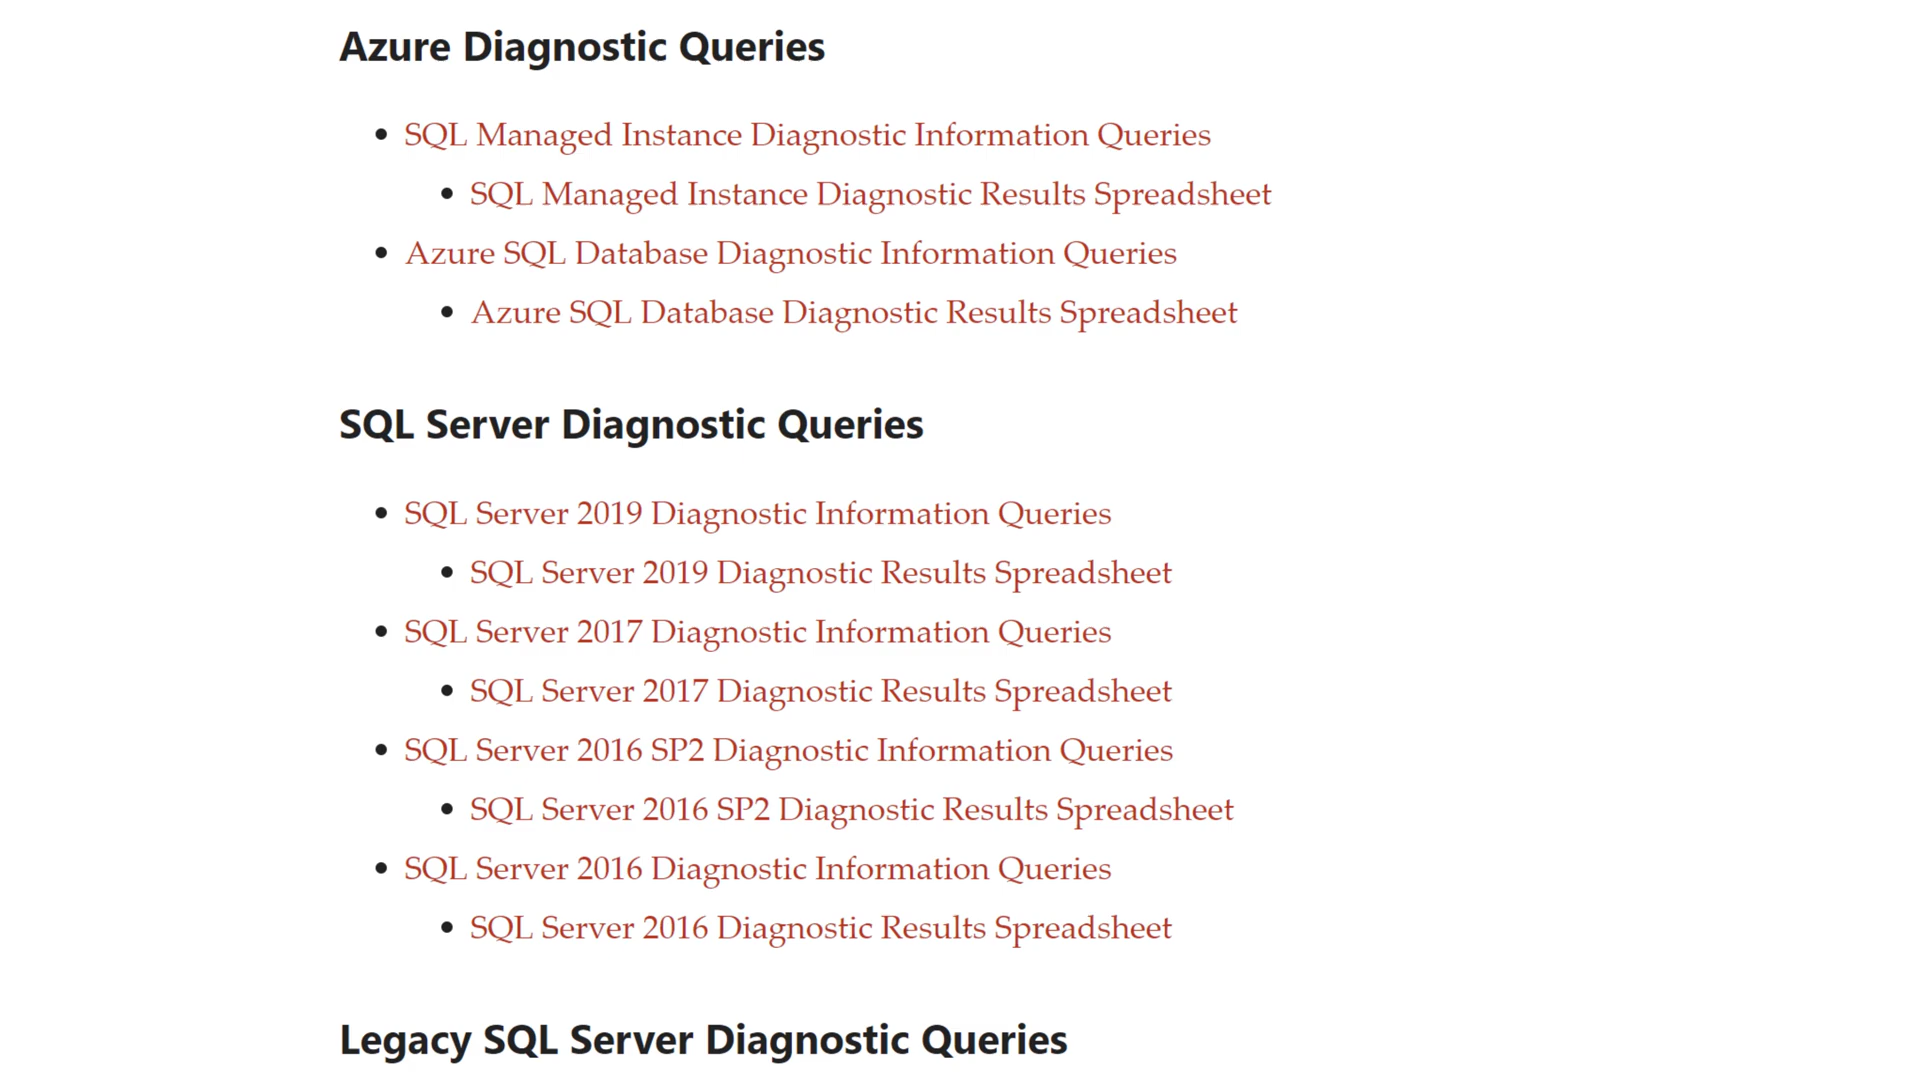 Azure Diagnostic Queries
SQL Managed Instance Diagnostic Information Queries
SQL Managed Instance Diagnostic Results Spreadsheet
Azure SQL Database Diagnostic Information Queries
Azure SQL Database Diagnostic Results Spreadsheet
SQL Server Diagnostic Queries
SQL Server 2019 Diagnostic Information Queries
SQL Server 2019 Diagnostic Results Spreadsheet
SQL Server 2017 Diagnostic Information Queries
SQL Server 2017 Diagnostic Results Spreadsheet
SQL Server 2016 SP2 Diagnostic Information Queries
SQL Server 2016 SP2 Diagnostic Results Spreadsheet
SQL Server 2016 Diagnostic Information Queries
SQL Server 2016 Diagnostic Results Spreadsheet
Legacy SQL Server Diagnostic Queries